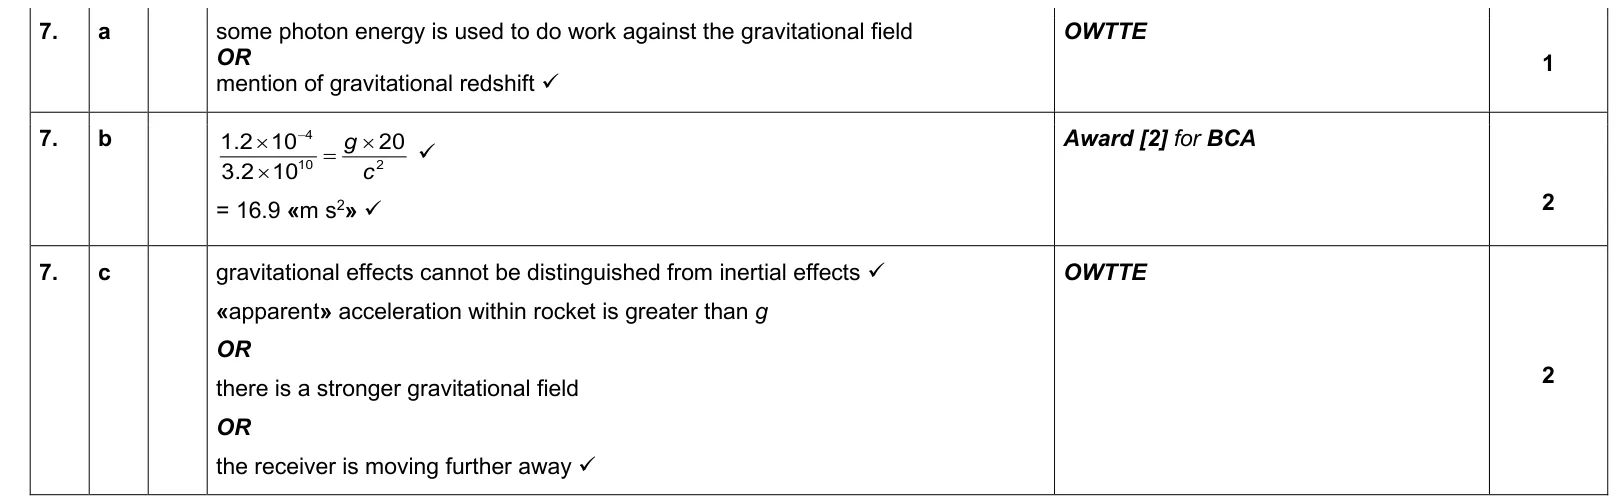 7. a some photon energy is used to do work against the gravitational field OWTTE
OR
mention of gravitational redshift ✓ 1
7. b 1.2×10⁻⁴/3.2×10¹⁰ = g×20/c² ✓ Award [2] for BCA
= 16.9 «m s²» ✓ 2
7. c gravitational effects cannot be distinguished from inertial effects ✓ OWTTE
«apparent» acceleration within rocket is greater than g
OR
there is a stronger gravitational field 2
OR
the receiver is moving further away ✓